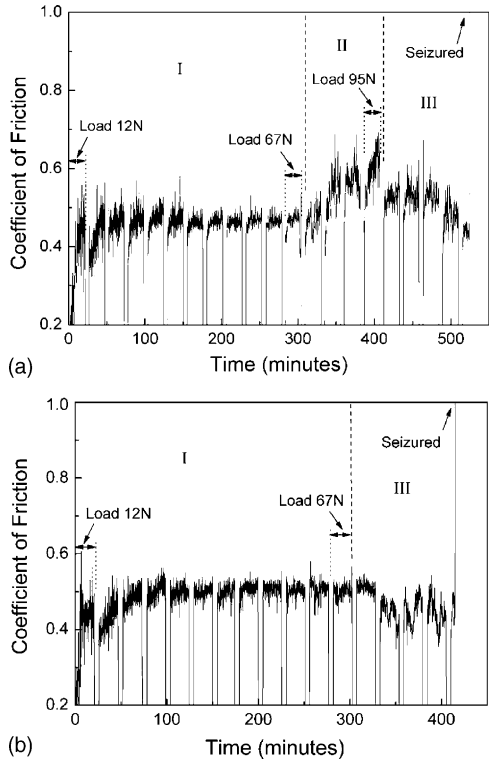 1.0
0.8
0.6
0.4
0.2
Coefficient of Friction
I
II
III
Load 12N
Load 67N
Load 95N
Seizured
0
100
200
300
400
500
Time (minutes)
(a)
1.0
0.8
0.6
0.4
0.2
Coefficient of Friction
I
III
Load 12N
Load 67N
Seizured
0
100
200
300
400
Time (minutes)
(b)